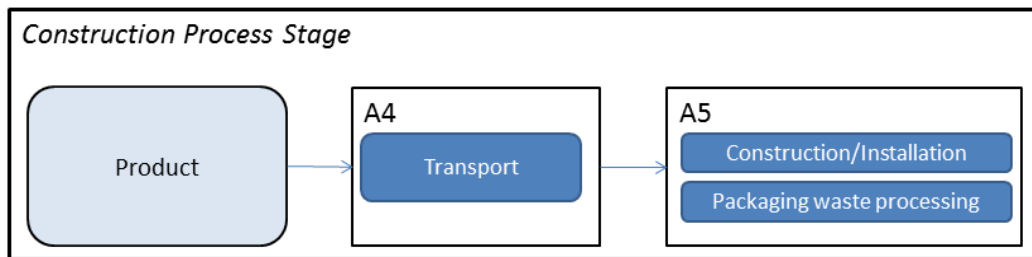 Construction Process Stage
Product
A4
Transport
A5
Construction/Installation
Packaging waste processing